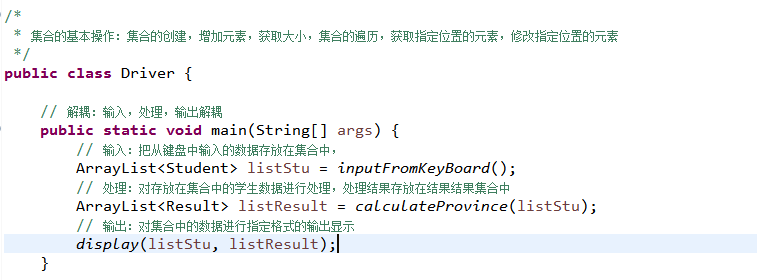 /*
 * 集合的基本操作：集合的创建，增加元素，获取大小，集合的遍历，获取指定位置的元素，修改指定位置的元素
 */
public class Driver {
    // 解耦：输入，处理，输出解耦
    public static void main(String[] args) {
        // 输入：把从键盘中输入的数据存放在集合中，
        ArrayList<Student> listStu = inputFromKeyBoard();
        // 处理：对存放在集合中的学生数据进行处理，处理结果存放在结果结果集合中
        ArrayList<Result> listResult = calculateProvince(listStu);
        // 输出：对集合中的数据进行指定格式的输出显示
        display(listStu, listResult);
    }